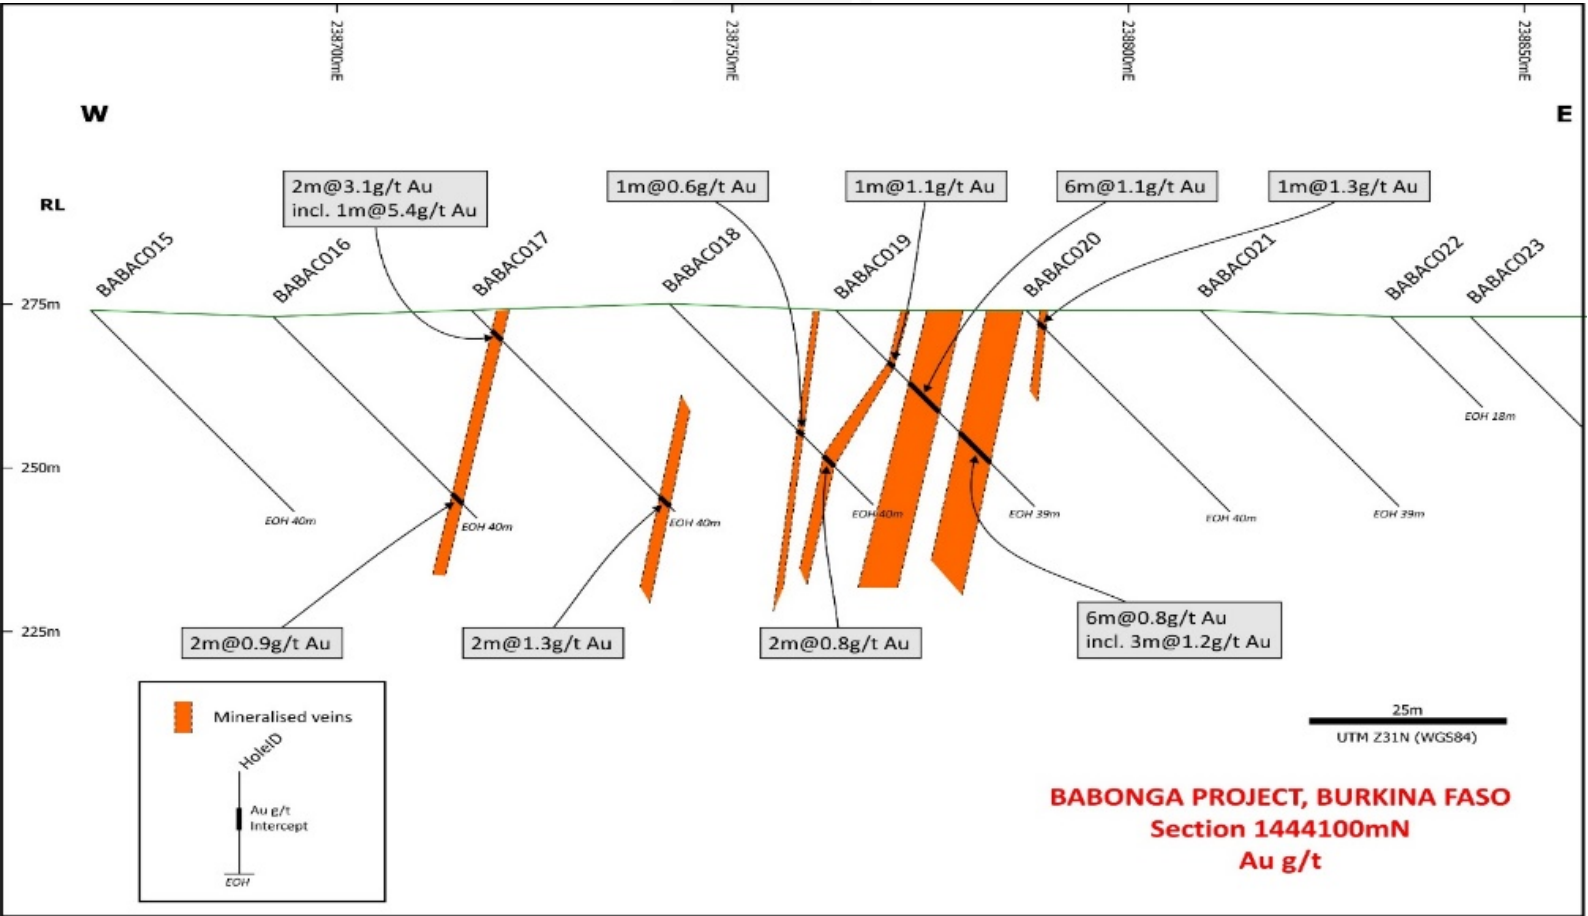 238700mE
238750mE
238800mE
238850mE
W
E
2m@3.1g/t Au
incl. 1m@5.4g/t Au
1m@0.6g/t Au
1m@1.1g/t Au
6m@1.1g/t Au
1m@1.3g/t Au
RL
BABAC015
BABAC016
BABAC017
BABAC018
BABAC019
BABAC020
BABAC021
BABAC022
BABAC023
275m
250m
225m
EOH 40m
EOH 40m
EOH 40m
EOH 40m
EOH 39m
EOH 40m
EOH 39m
EOH 18m
2m@0.9g/t Au
2m@1.3g/t Au
2m@0.8g/t Au
6m@0.8g/t Au
incl. 3m@1.2g/t Au
Mineralised veins
HoleID
Au g/t
Intercept
EOH
25m
UTM Z31N (WGS84)
BABONGA PROJECT, BURKINA FASO
Section 1444100mN
Au g/t